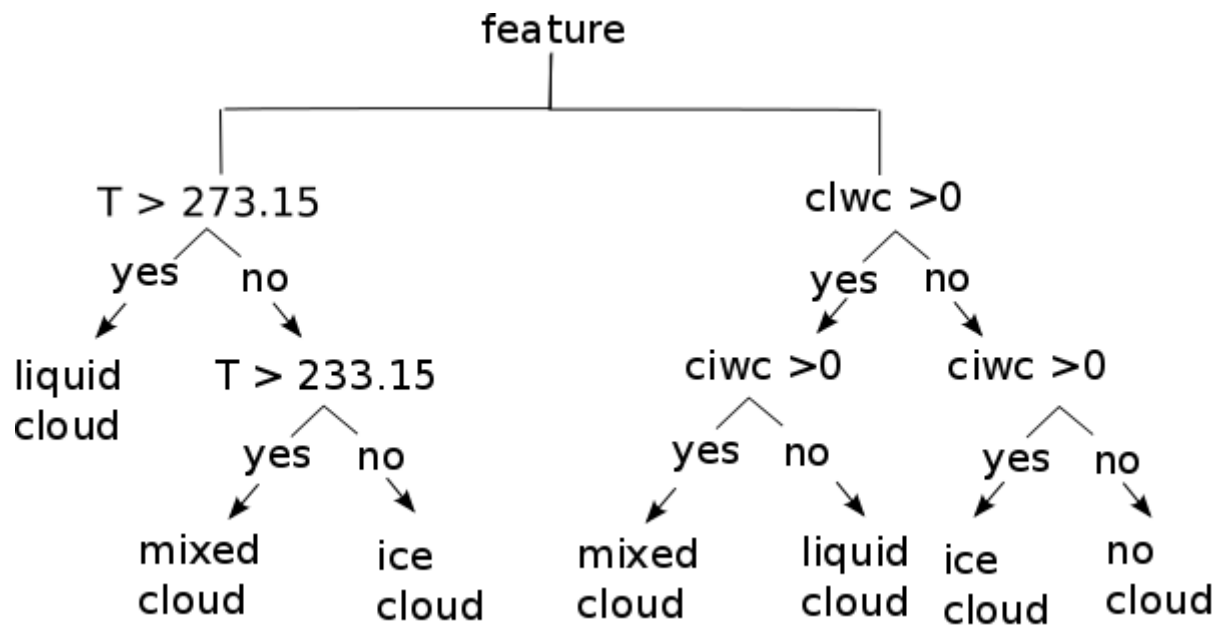 feature
T > 273.15
clwc >0
yes
no
yes
no
liquid
cloud
T > 233.15
ciwc >0
ciwc >0
yes
no
yes
no
yes
no
mixed
cloud
ice
cloud
mixed
cloud
liquid
cloud
ice
cloud
no
cloud